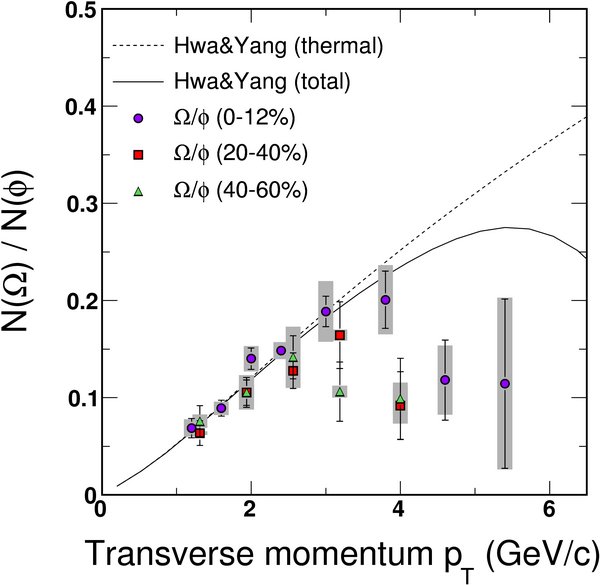 0.5
0.4
0.3
0.2
0.1
0
N(Ω) / N(ϕ)
Hwa&Yang (thermal)
Hwa&Yang (total)
Ω/ϕ (0-12%)
Ω/ϕ (20-40%)
Ω/ϕ (40-60%)
0 2 4 6
Transverse momentum p_T (GeV/c)